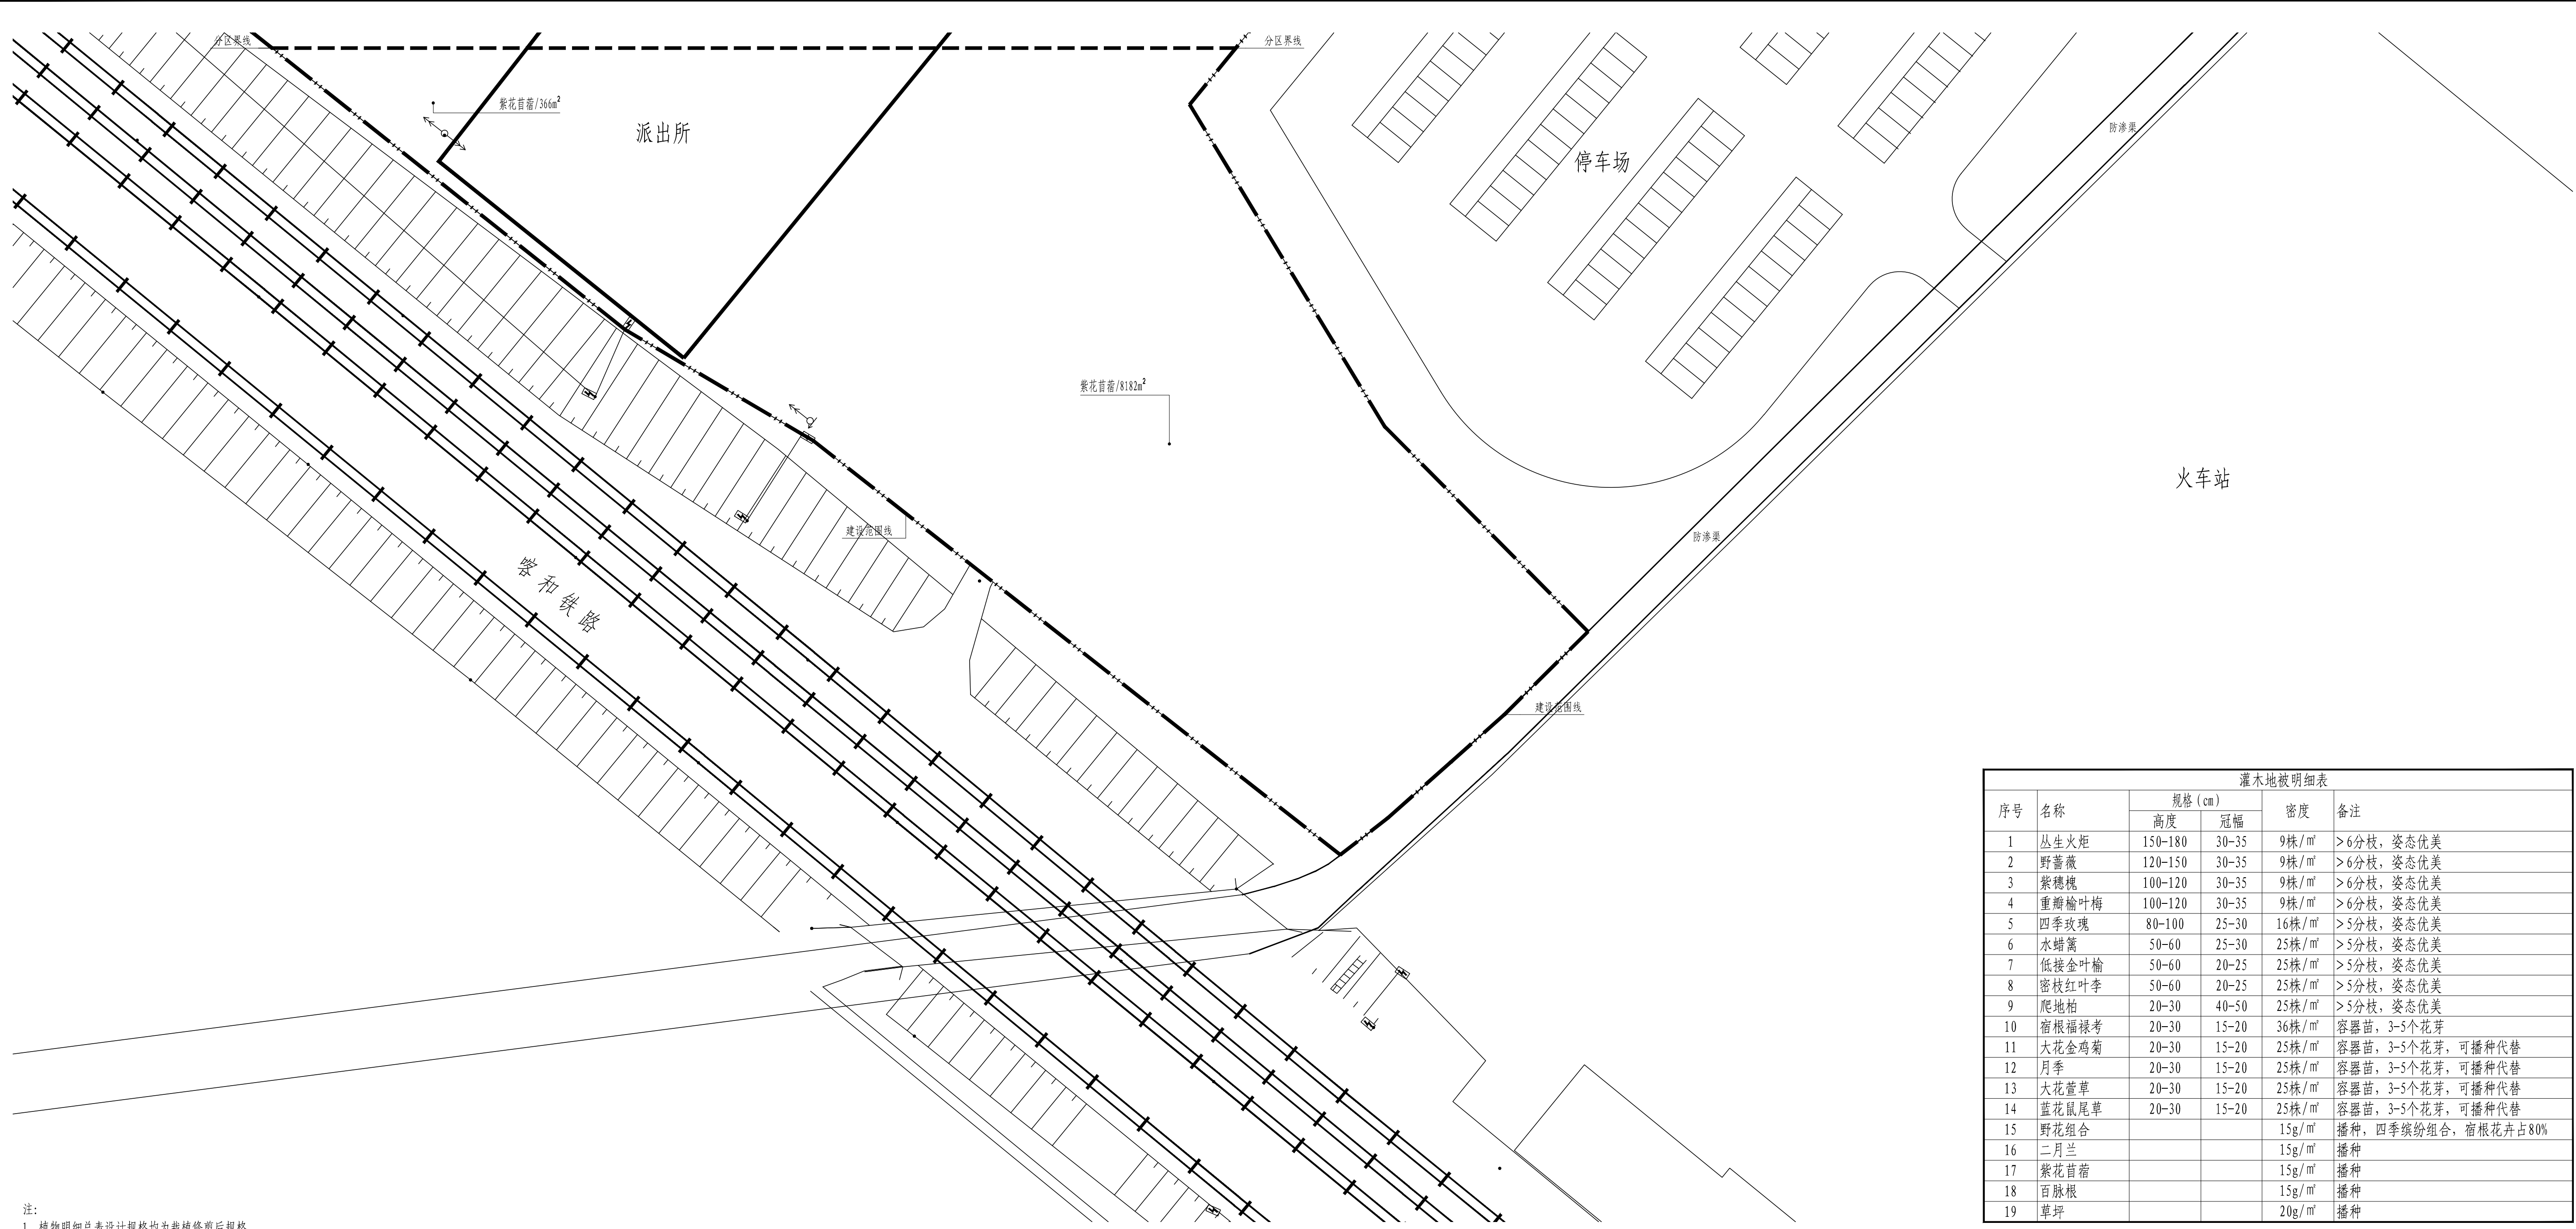 分区界线
分区界线
紫花苜蓿/366m²
派出所
防渗渠
停车场
紫花苜蓿/8182m²
火车站
建设范围线
防渗渠
喀和铁路
建设范围线
灌木地被明细表
序号 名称 规格(cm) 密度 备注
高度 冠幅
1 丛生火炬 150-180 30-35 9株/㎡ >6分枝，姿态优美
2 野蔷薇 120-150 30-35 9株/㎡ >6分枝，姿态优美
3 紫穗槐 100-120 30-35 9株/㎡ >6分枝，姿态优美
4 重瓣榆叶梅 100-120 30-35 9株/㎡ >6分枝，姿态优美
5 四季玫瑰 80-100 25-30 16株/㎡ >5分枝，姿态优美
6 水蜡篱 50-60 25-30 25株/㎡ >5分枝，姿态优美
7 低接金叶榆 50-60 20-25 25株/㎡ >5分枝，姿态优美
8 密枝红叶李 50-60 20-25 25株/㎡ >5分枝，姿态优美
9 爬地柏 20-30 40-50 25株/㎡ >5分枝，姿态优美
10 宿根福禄考 20-30 15-20 36株/㎡ 容器苗，3-5个花芽
11 大花金鸡菊 20-30 15-20 25株/㎡ 容器苗，3-5个花芽，可播种代替
12 月季 20-30 15-20 25株/㎡ 容器苗，3-5个花芽，可播种代替
13 大花萱草 20-30 15-20 25株/㎡ 容器苗，3-5个花芽，可播种代替
14 蓝花鼠尾草 20-30 15-20 25株/㎡ 容器苗，3-5个花芽，可播种代替
15 野花组合 15g/㎡ 播种，四季缤纷组合，宿根花卉占80%
16 二月兰 15g/㎡ 播种
17 紫花苜蓿 15g/㎡ 播种
18 百脉根 15g/㎡ 播种
19 草坪 20g/㎡ 播种
注：
1、植物明细总表设计规格均为栽植修剪后规格